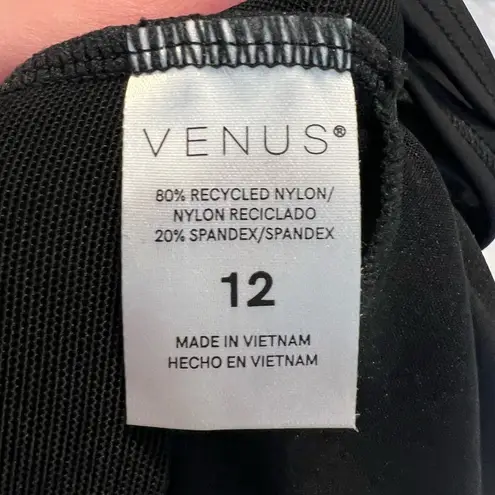 VENUS®
80% RECYCLED NYLON/
NYLON RECICLADO
20% SPANDEX/SPANDEX
12
MADE IN VIETNAM
HECHO EN VIETNAM